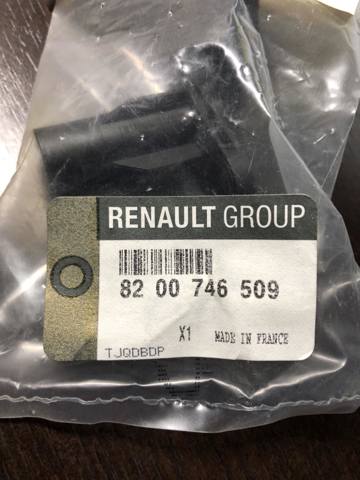 RENAULT GROUP
82 00 746 509
X1 MADE IN FRANCE
TJQDBDP